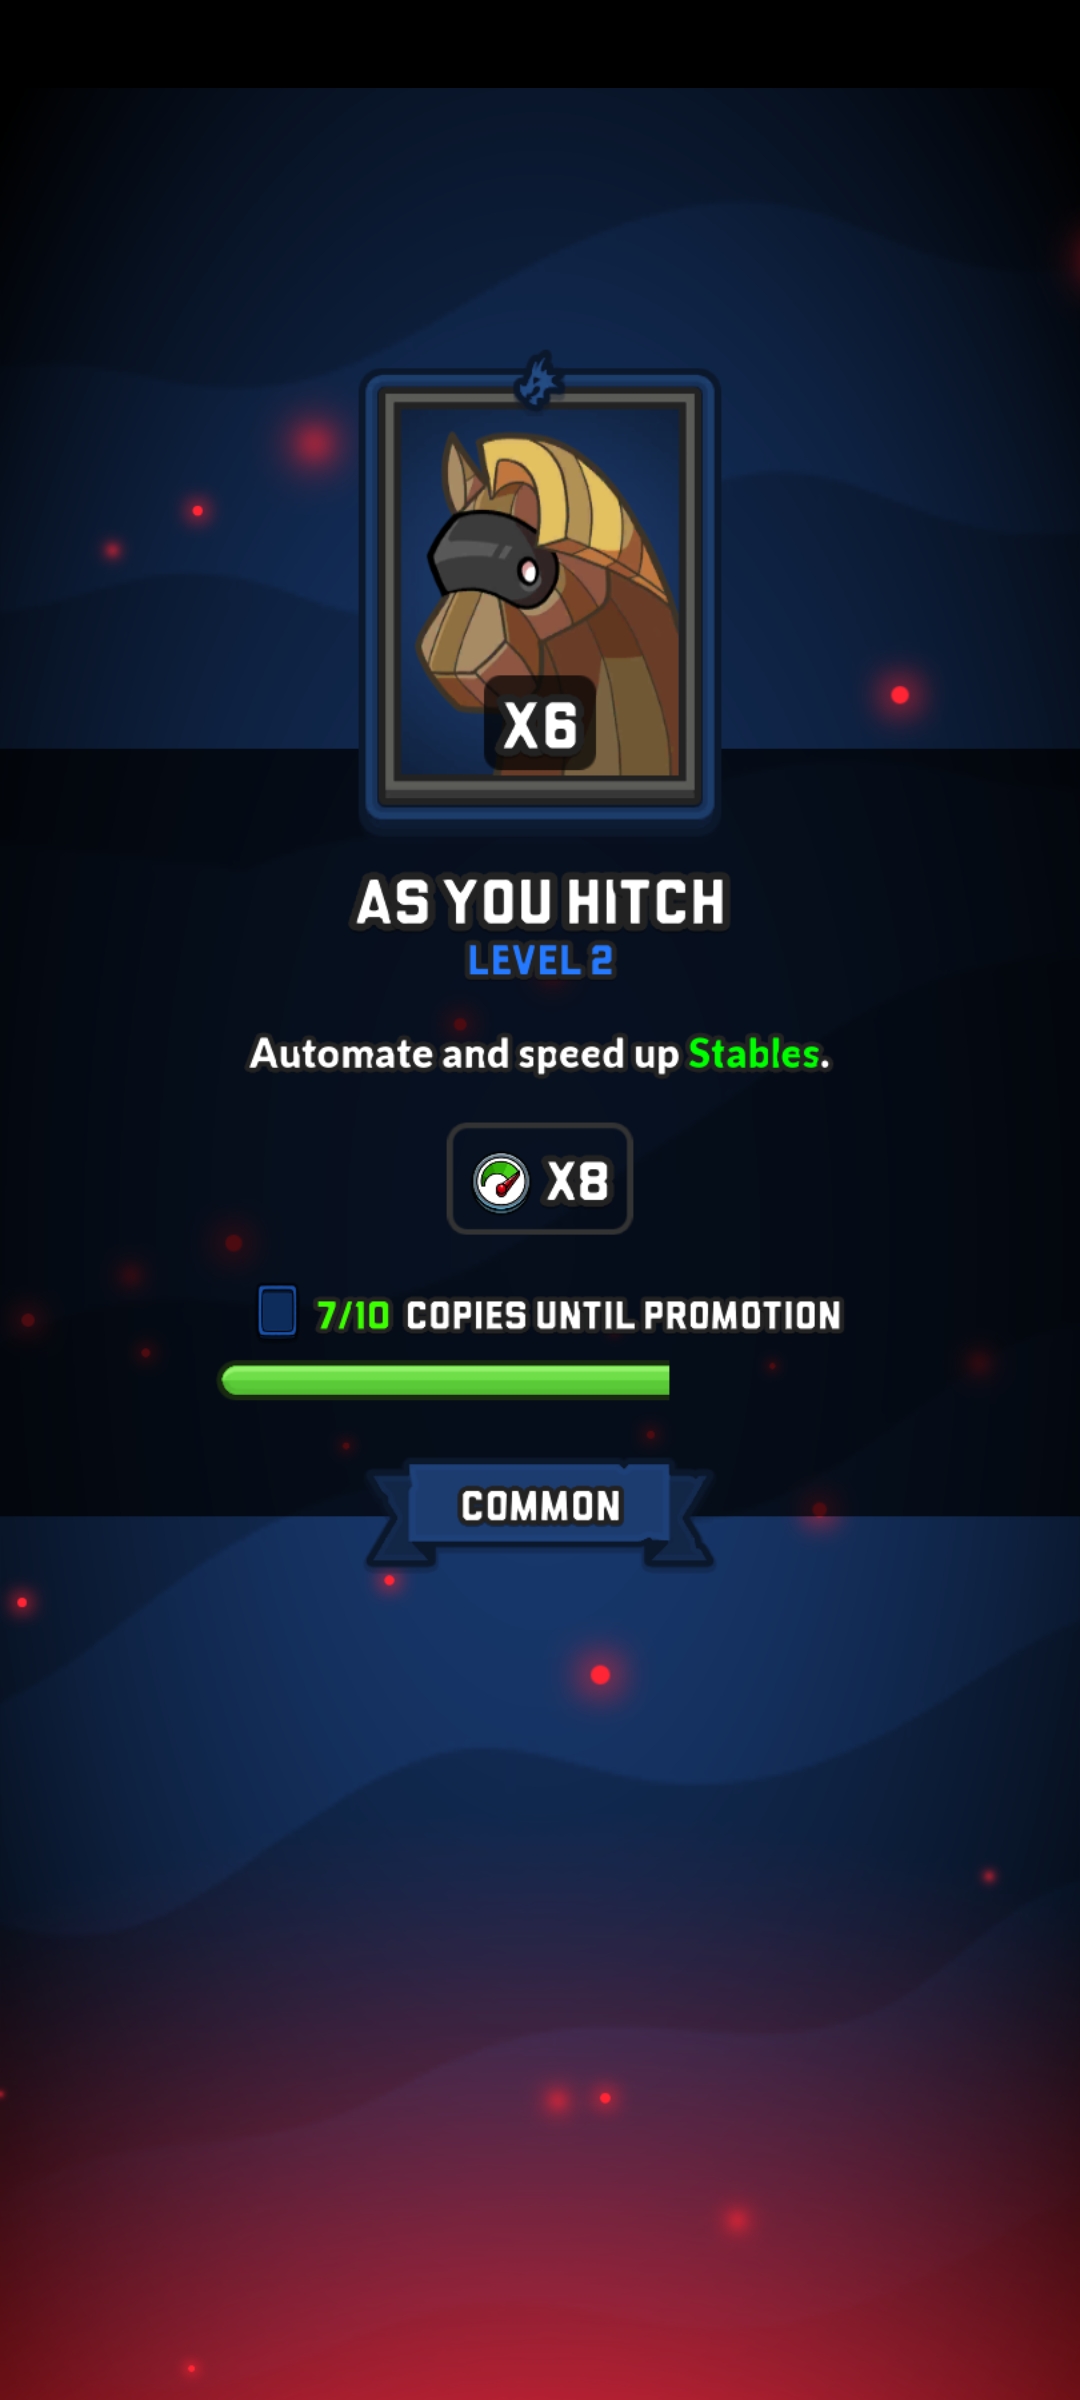 X6
AS YOU HITCH
LEVEL 2
Automate and speed up Stables.
X8
7/10 COPIES UNTIL PROMOTION
COMMON